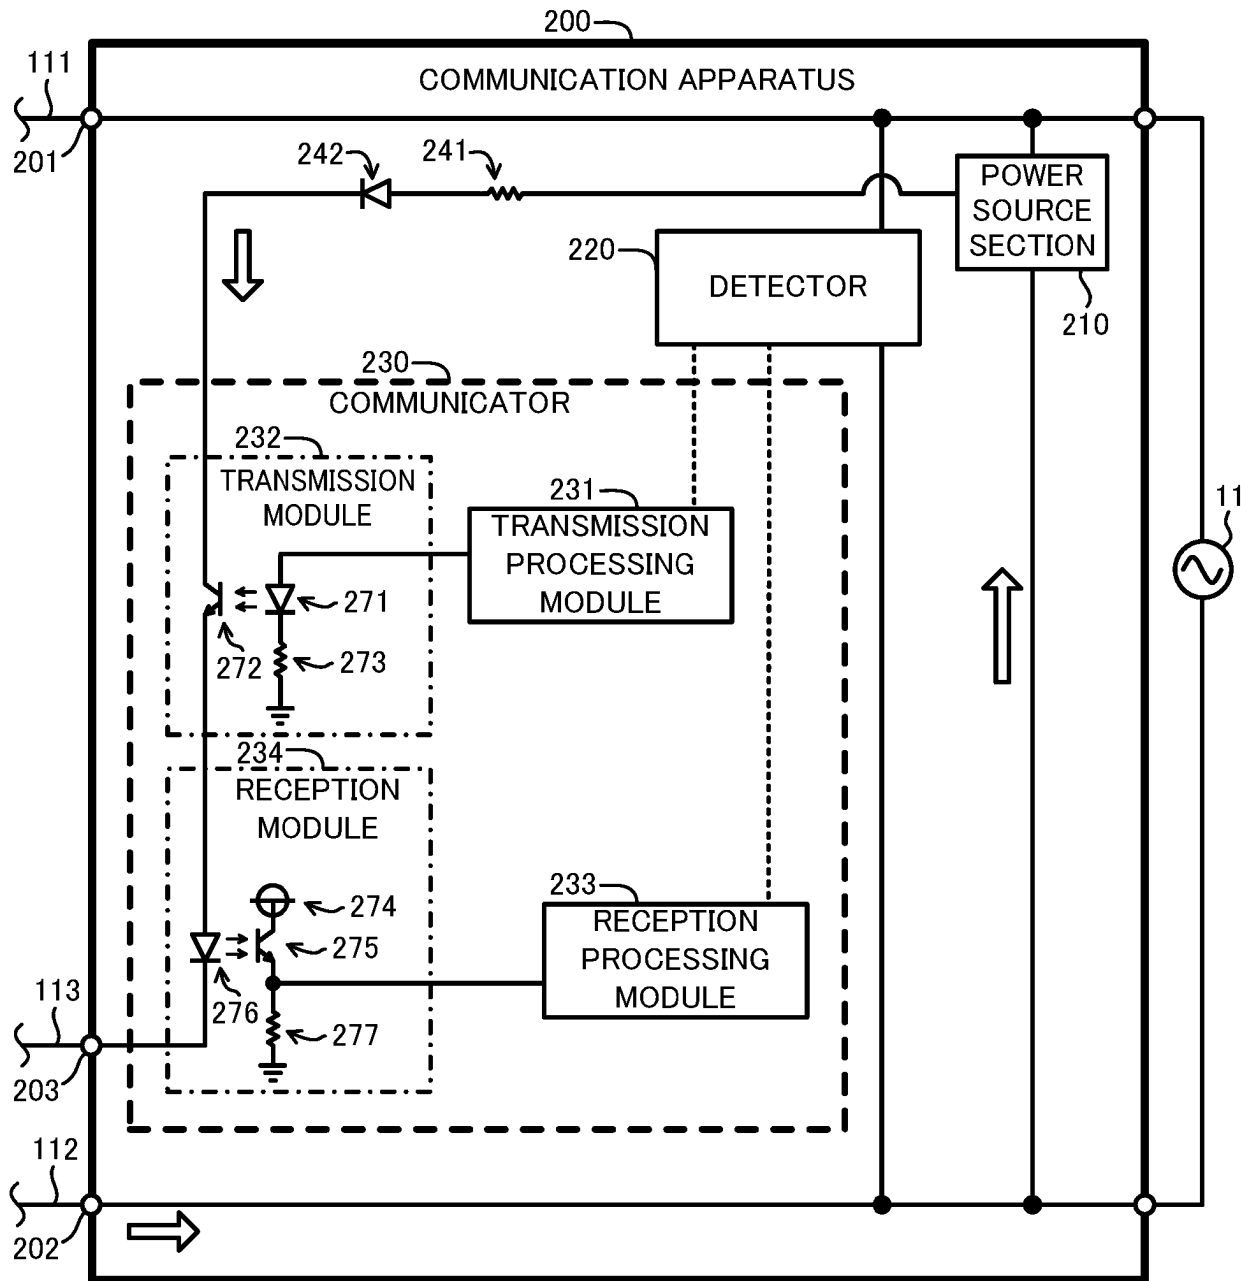 200
111
COMMUNICATION APPARATUS
201
242
241
POWER
SOURCE
SECTION
220
DETECTOR
210
230
COMMUNICATOR
232
TRANSMISSION
MODULE
231
TRANSMISSION
PROCESSING
MODULE
11
271
272
273
234
RECEPTION
MODULE
274
233
RECEPTION
PROCESSING
MODULE
275
276
113
277
203
112
202